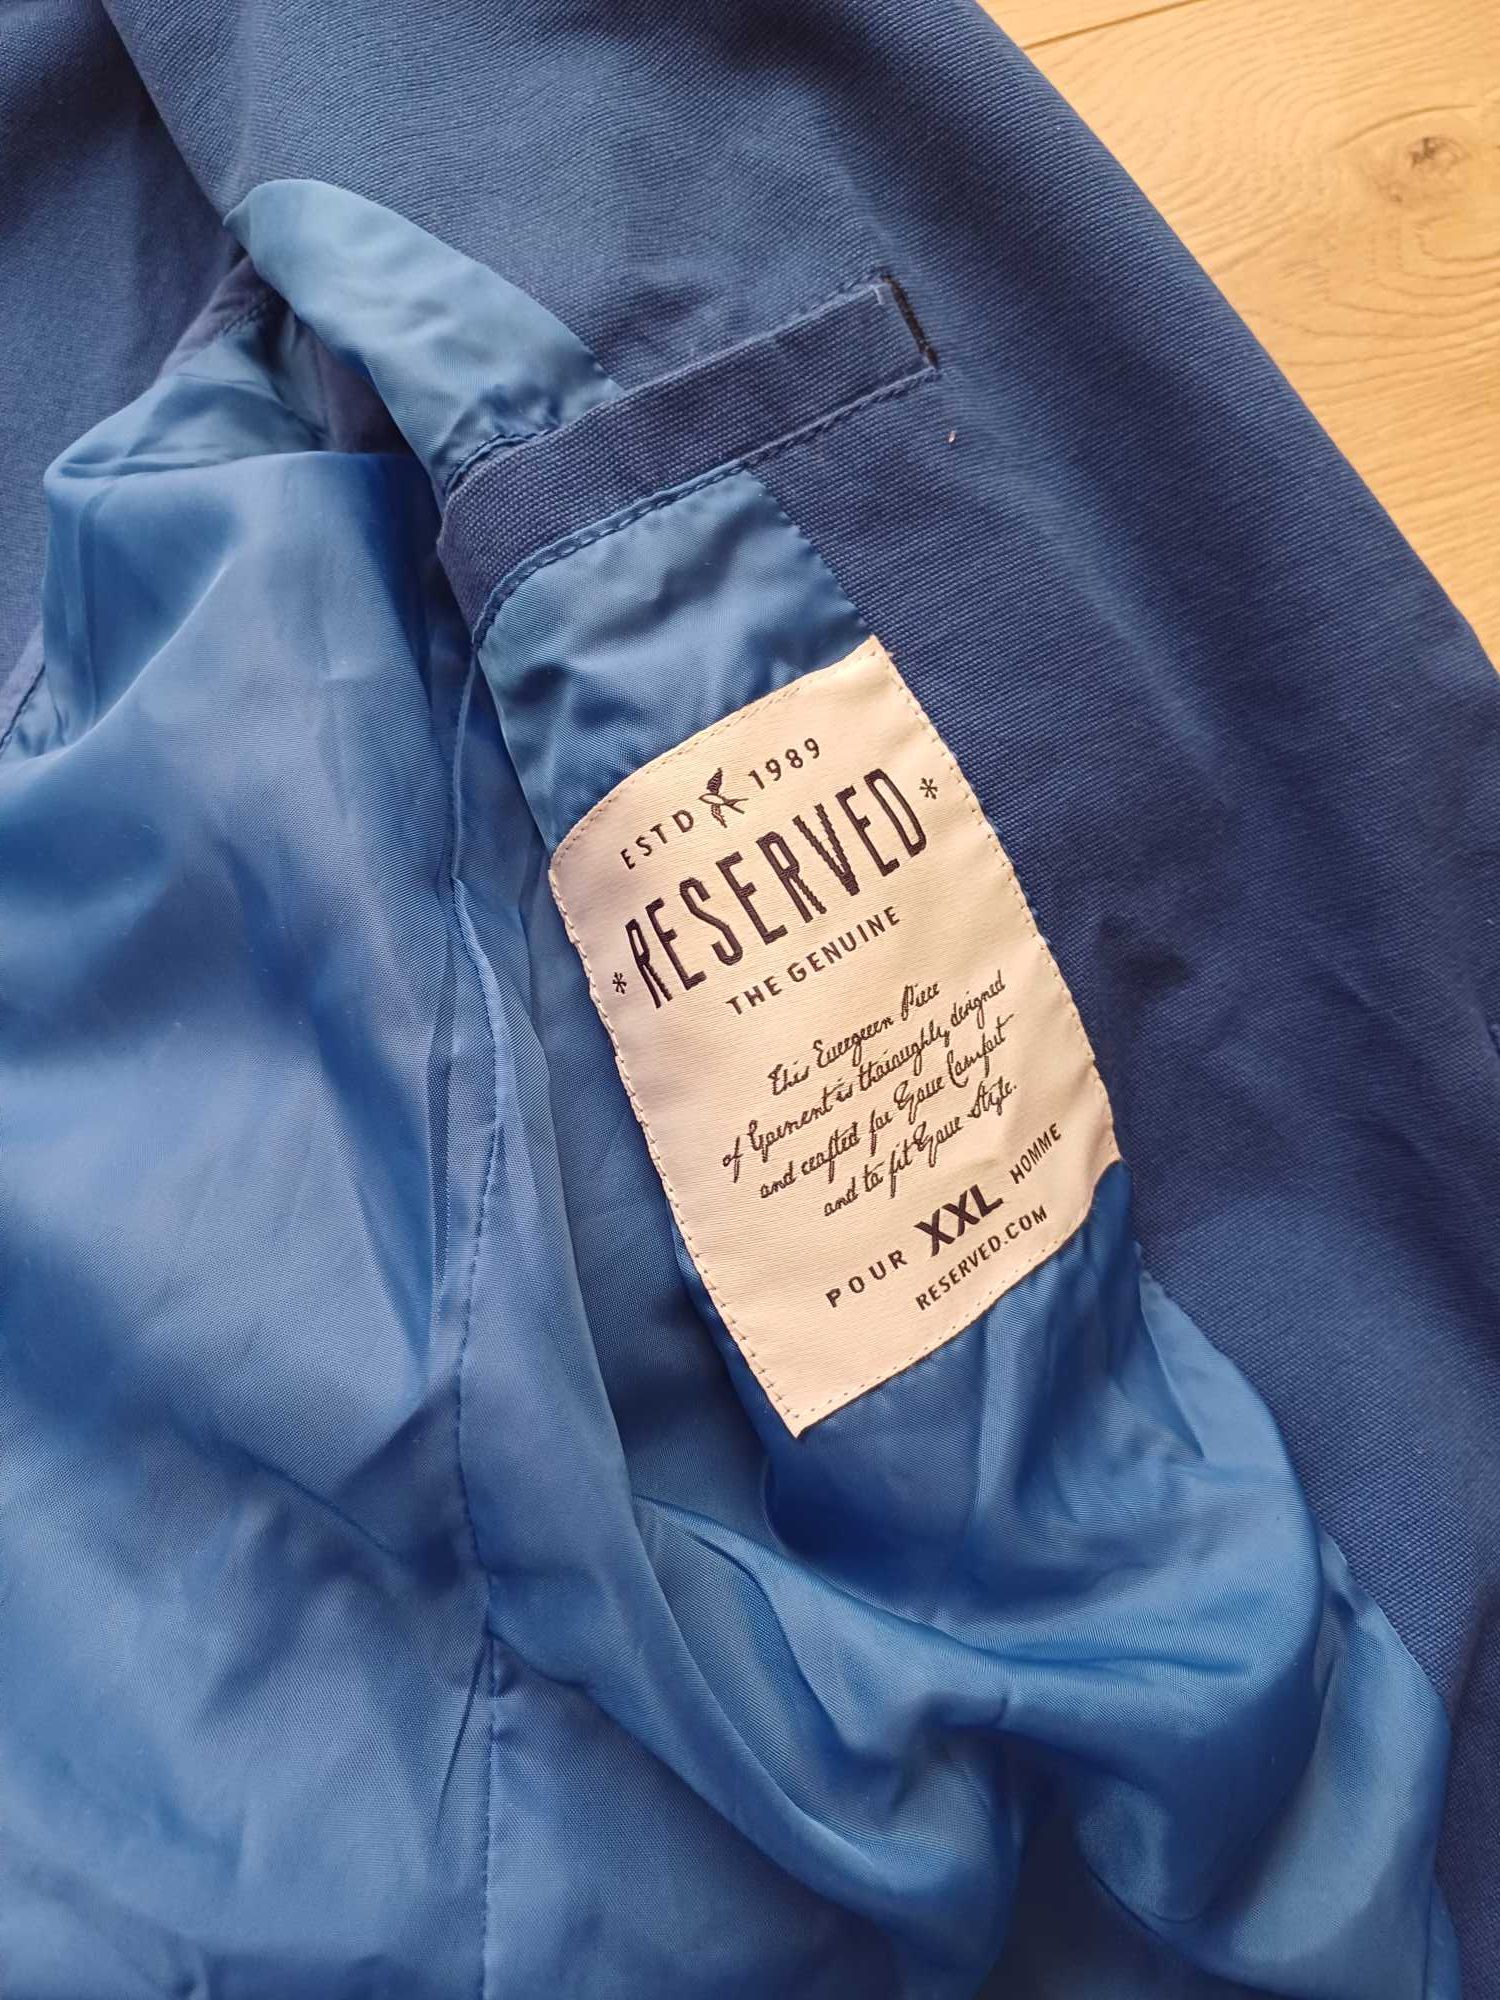 ESTD 1989
* RESERVED *
THE GENUINE
This Evergreen Piece
of Garment is thoroughly designed
and crafted for Your Comfort
and to fit Your Style.
POUR XXL HOMME
RESERVED.COM